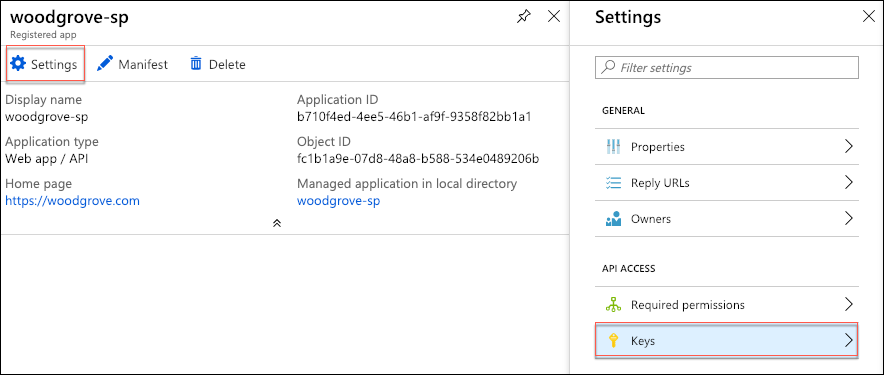 woodgrove-sp
Registered app
Settings
Manifest
Delete
Display name
woodgrove-sp
Application type
Web app / API
Home page
https://woodgrove.com
Application ID
b710f4ed-4ee5-46b1-af9f-9358f82bb1a1
Object ID
fc1b1a9e-07d8-48a8-b588-534e0489206b
Managed application in local directory
woodgrove-sp
Settings
Filter settings
GENERAL
Properties
Reply URLs
Owners
API ACCESS
Required permissions
Keys